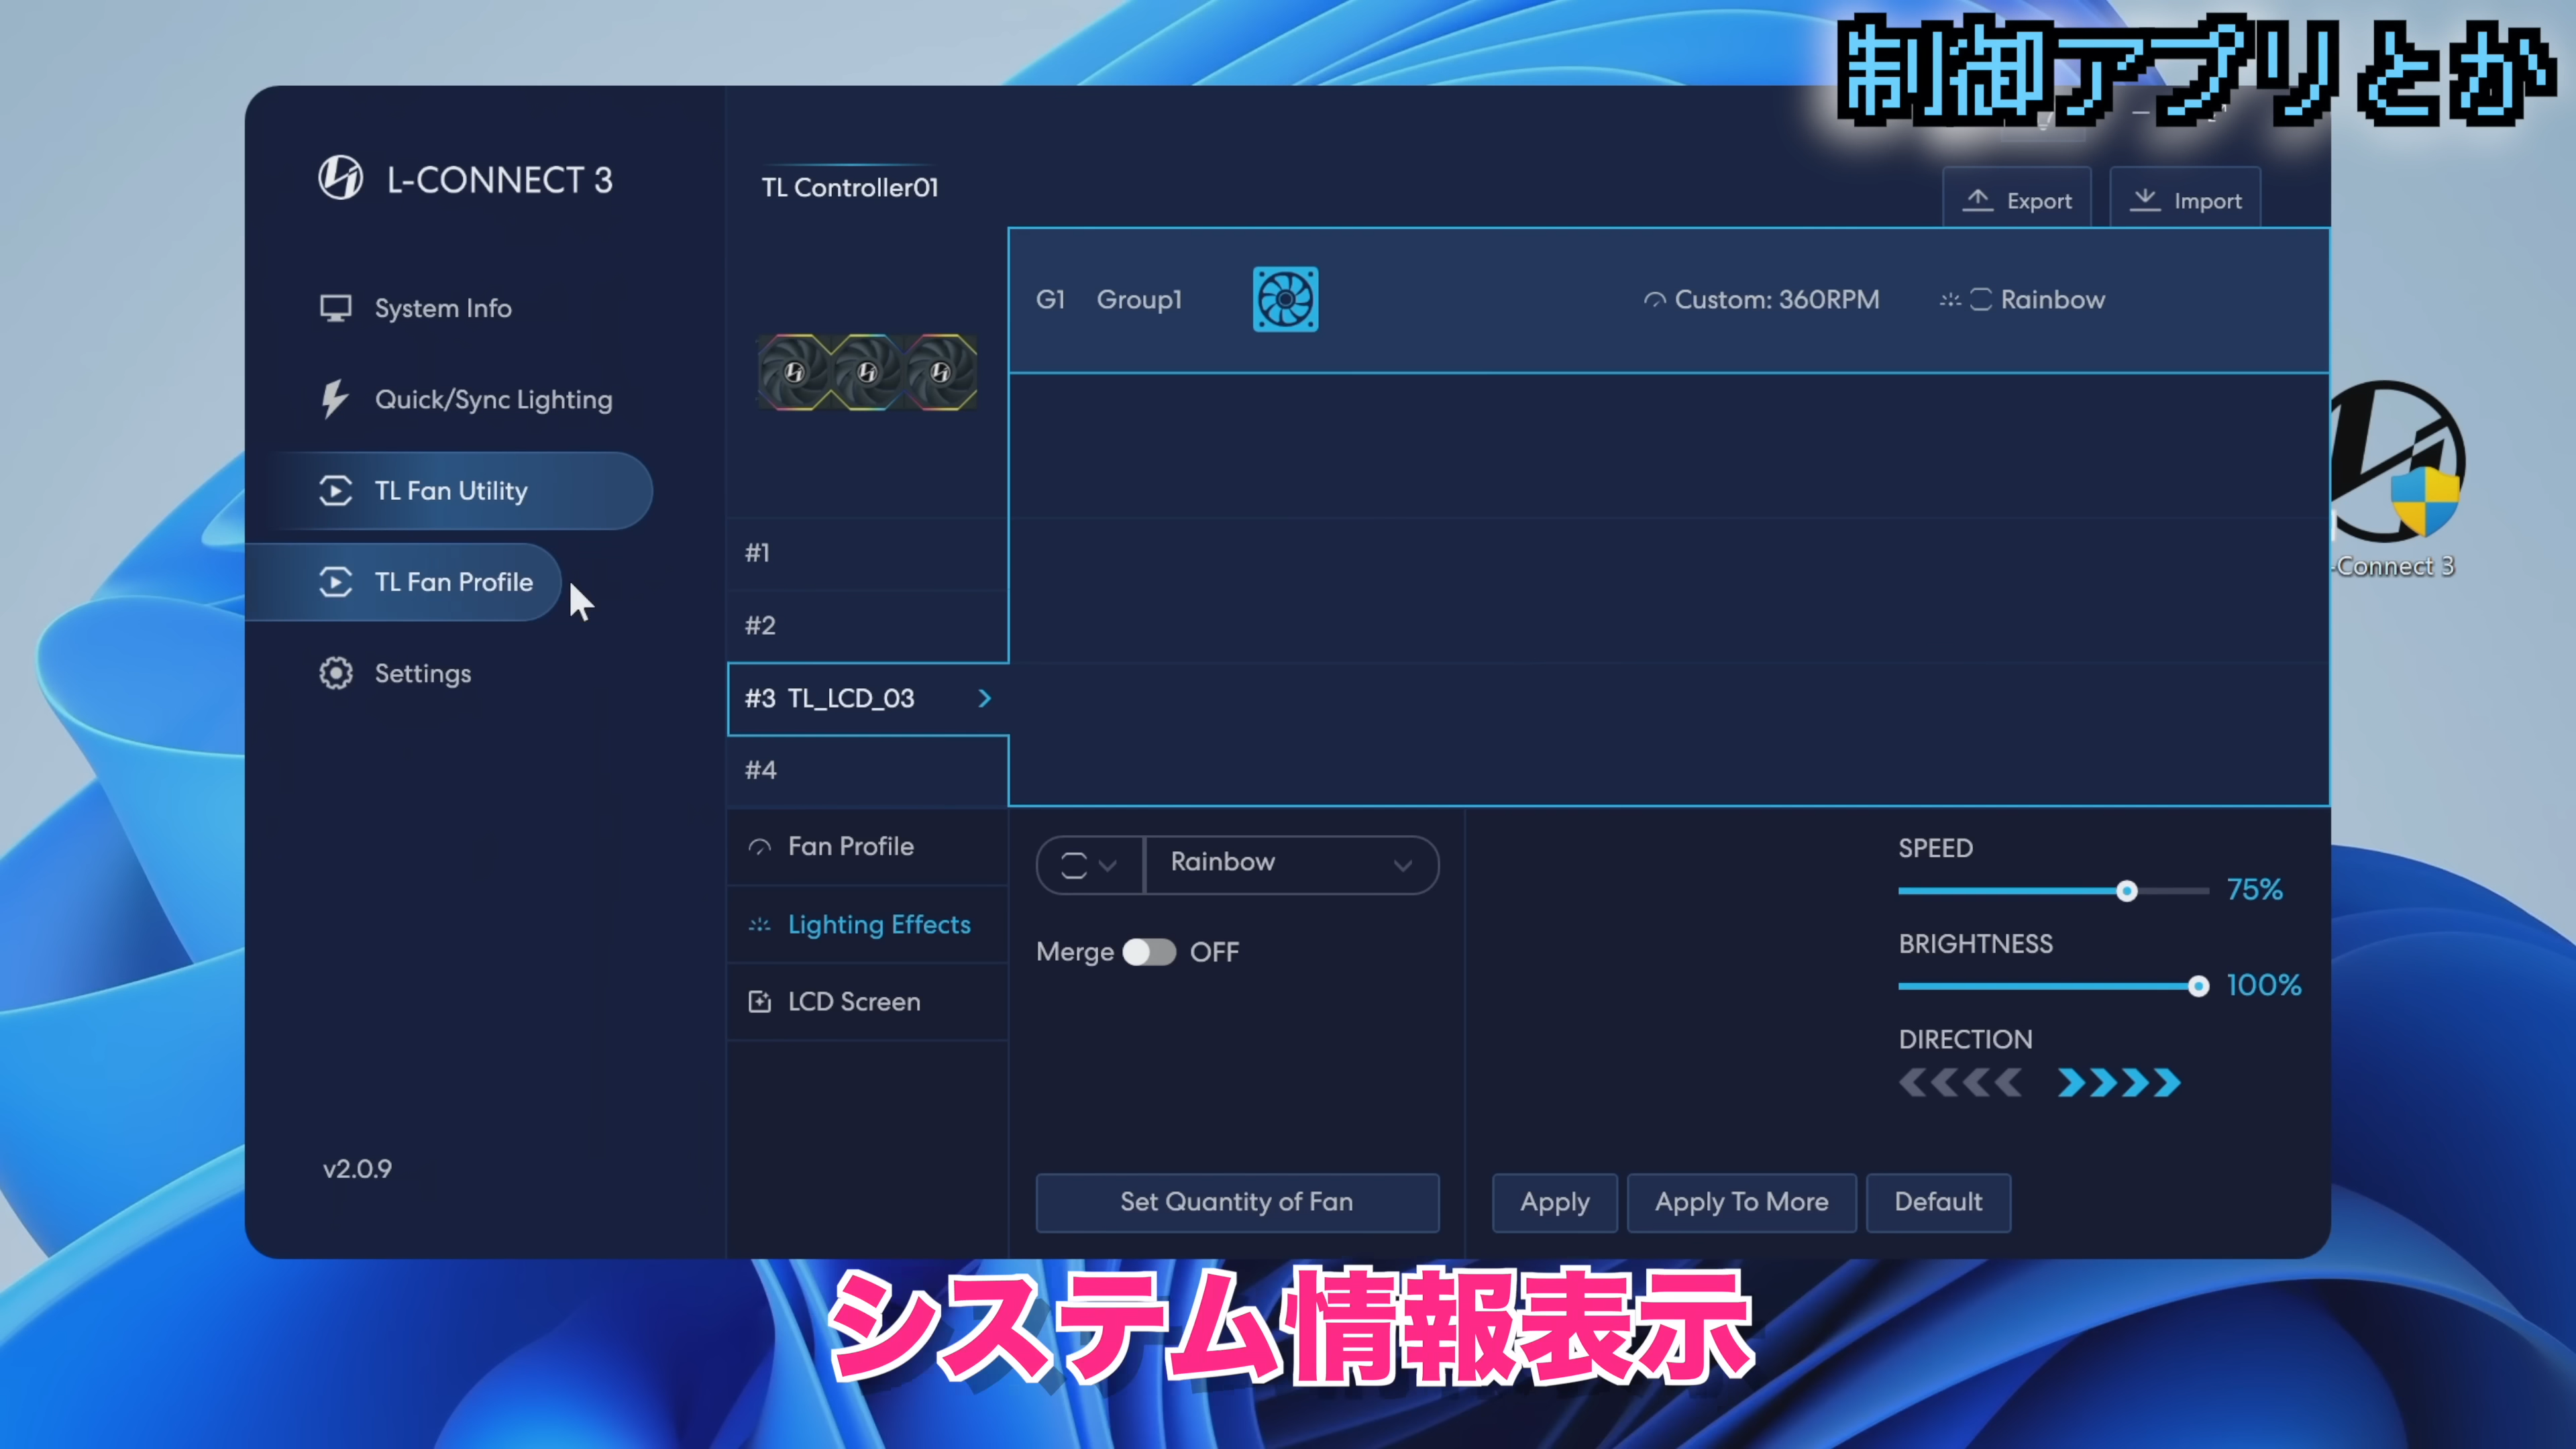 制御アプリとか
L-CONNECT 3
TL Controller01
Export
Import
System Info
Quick/Sync Lighting
TL Fan Utility
TL Fan Profile
Settings
v2.0.9
G1 Group1 Custom: 360RPM Rainbow
#1
#2
#3 TL_LCD_03
#4
Fan Profile
Lighting Effects
LCD Screen
Rainbow
Merge OFF
Set Quantity of Fan
SPEED
75%
BRIGHTNESS
100%
DIRECTION
Apply
Apply To More
Default
-Connect 3
システム情報表示